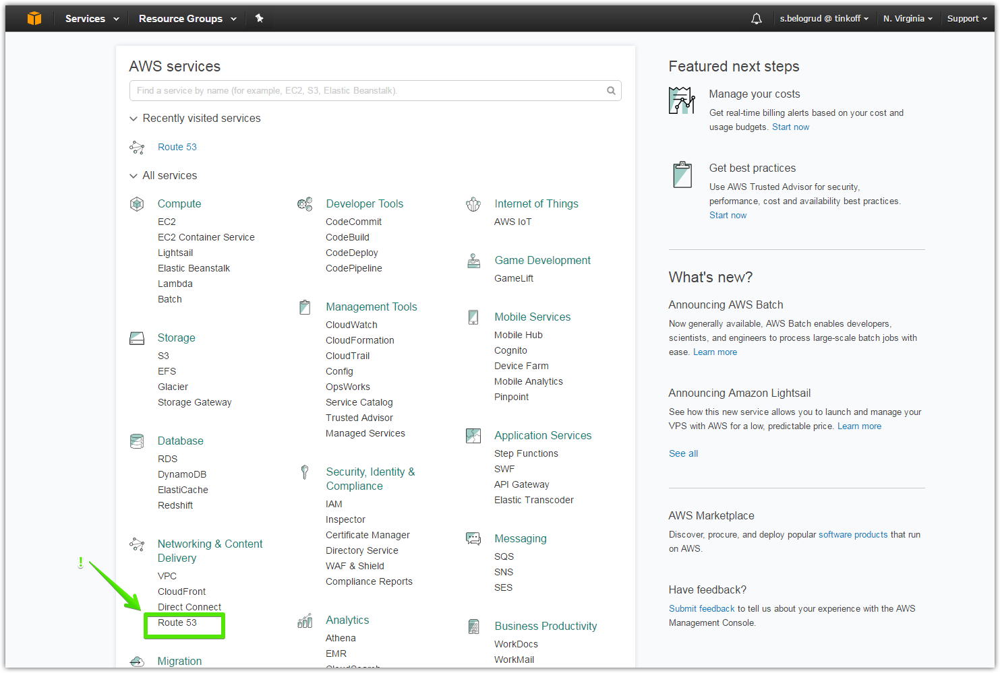 Services
Resource Groups
s.belogrud @ tinkoff
N. Virginia
Support
AWS services
Find a service by name (for example, EC2, S3, Elastic Beanstalk).
Recently visited services
Route 53
All services
Compute
EC2
EC2 Container Service
Lightsail
Elastic Beanstalk
Lambda
Batch
Storage
S3
EFS
Glacier
Storage Gateway
Database
RDS
DynamoDB
ElastiCache
Redshift
Networking & Content
Delivery
VPC
CloudFront
Direct Connect
!
Route 53
Migration
Developer Tools
CodeCommit
CodeBuild
CodeDeploy
CodePipeline
Management Tools
CloudWatch
CloudFormation
CloudTrail
Config
OpsWorks
Service Catalog
Trusted Advisor
Managed Services
Security, Identity &
Compliance
IAM
Inspector
Certificate Manager
Directory Service
WAF & Shield
Compliance Reports
Analytics
Athena
EMR
CloudSearch
Internet of Things
AWS IoT
Game Development
GameLift
Mobile Services
Mobile Hub
Cognito
Device Farm
Mobile Analytics
Pinpoint
Application Services
Step Functions
SWF
API Gateway
Elastic Transcoder
Messaging
SQS
SNS
SES
Business Productivity
WorkDocs
WorkMail
Featured next steps
Manage your costs
Get real-time billing alerts based on your cost and
usage budgets. Start now
Get best practices
Use AWS Trusted Advisor for security,
performance, cost and availability best practices.
Start now
What's new?
Announcing AWS Batch
Now generally available, AWS Batch enables developers,
scientists, and engineers to process large-scale batch jobs with
ease. Learn more
Announcing Amazon Lightsail
See how this new service allows you to launch and manage your
VPS with AWS for a low, predictable price. Learn more
See all
AWS Marketplace
Discover, procure, and deploy popular software products that run
on AWS.
Have feedback?
Submit feedback to tell us about your experience with the AWS
Management Console.